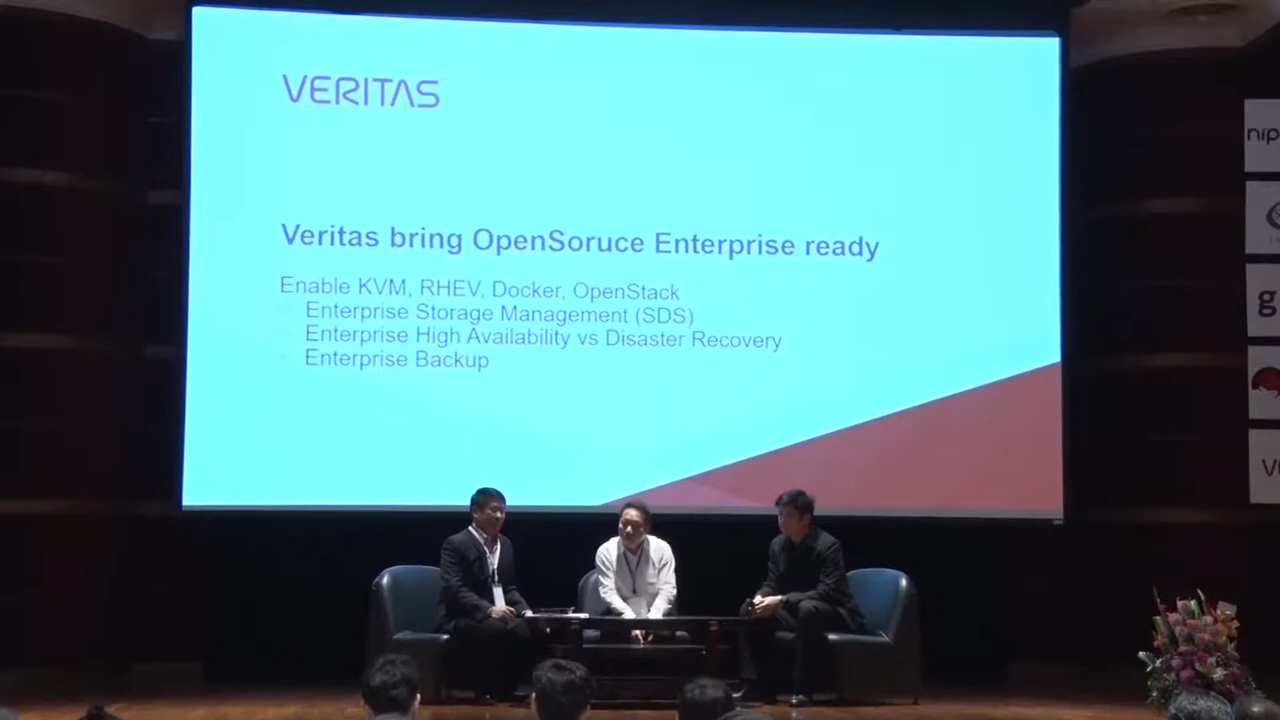 VERITAS
Veritas bring OpenSoruce Enterprise ready
Enable KVM, RHEV, Docker, OpenStack
Enterprise Storage Management (SDS)
Enterprise High Availability vs Disaster Recovery
Enterprise Backup
nip
g